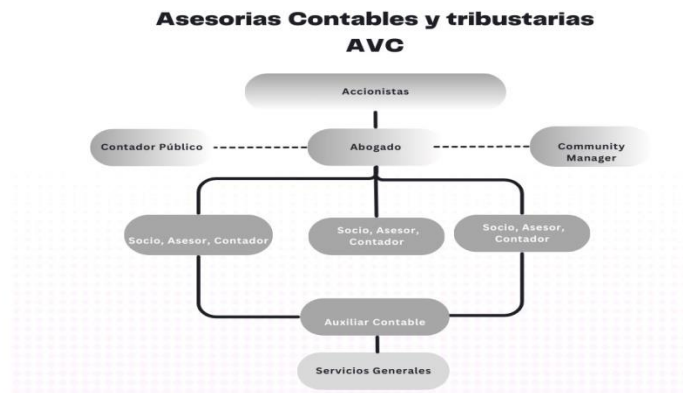 Asesorias Contables y tribustarias
AVC
Accionistas
Contador Público
Abogado
Community
Manager
Socio, Asesor, Contador
Socio, Asesor,
Contador
Socio, Asesor,
Contador
Auxiliar Contable
Servicios Generales